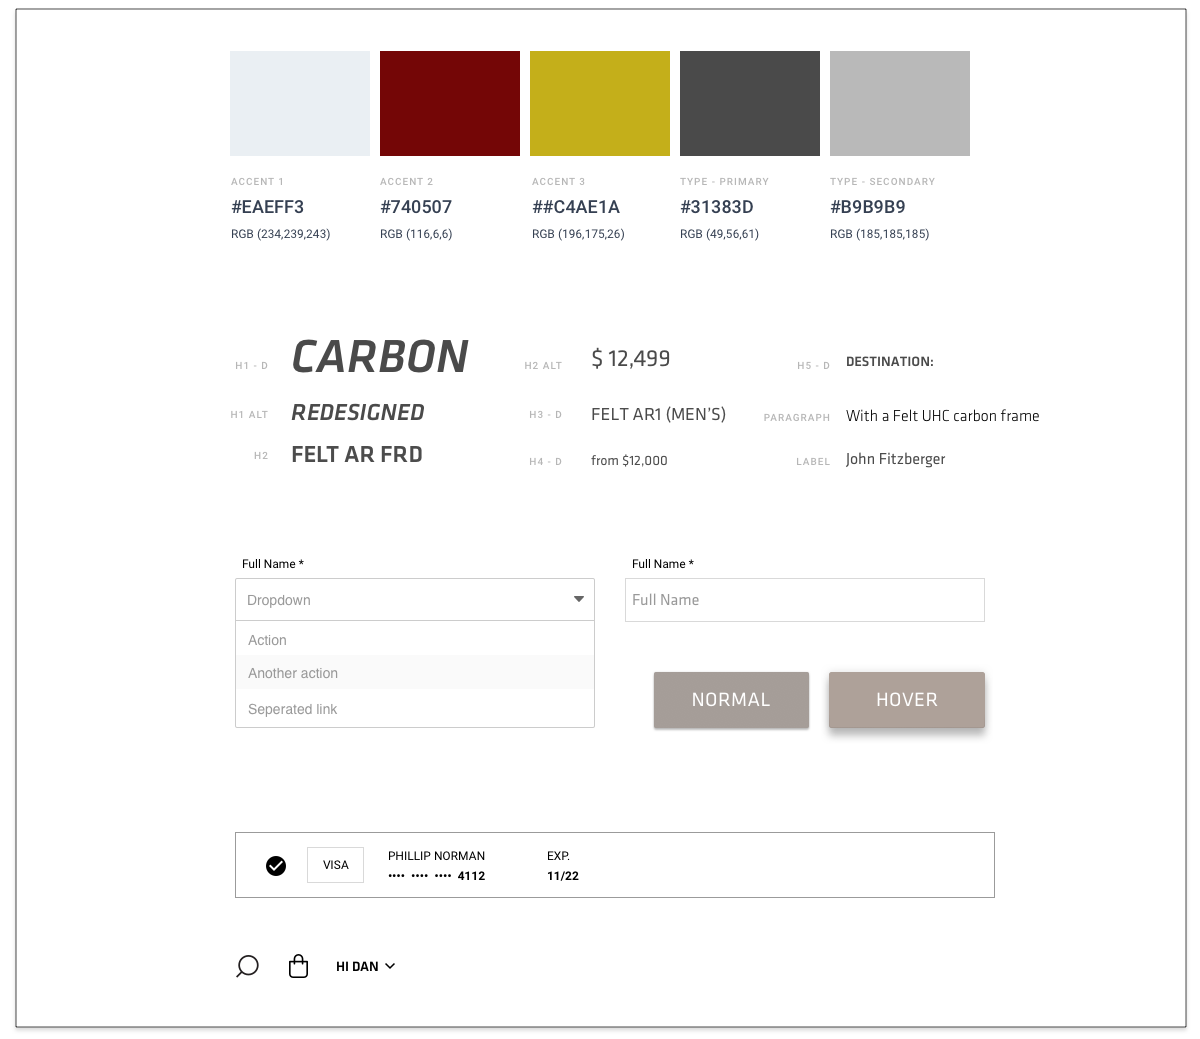 ACCENT 1
#EAEFF3
RGB (234,239,243)
ACCENT 2
#740507
RGB (116,6,6)
ACCENT 3
##C4AE1A
RGB (196,175,26)
TYPE - PRIMARY
#31383D
RGB (49,56,61)
TYPE - SECONDARY
#B9B9B9
RGB (185,185,185)
H1 - D
CARBON
H1 ALT
REDESIGNED
H2
FELT AR FRD
H2 ALT
$ 12,499
H3 - D
FELT AR1 (MEN’S)
H4 - D
from $12,000
H5 - D
DESTINATION:
PARAGRAPH
With a Felt UHC carbon frame
LABEL
John Fitzberger
Full Name *
Dropdown
Action
Another action
Seperated link
Full Name *
Full Name
NORMAL
HOVER
VISA
PHILLIP NORMAN
•••• •••• •••• 4112
EXP.
11/22
HI DAN